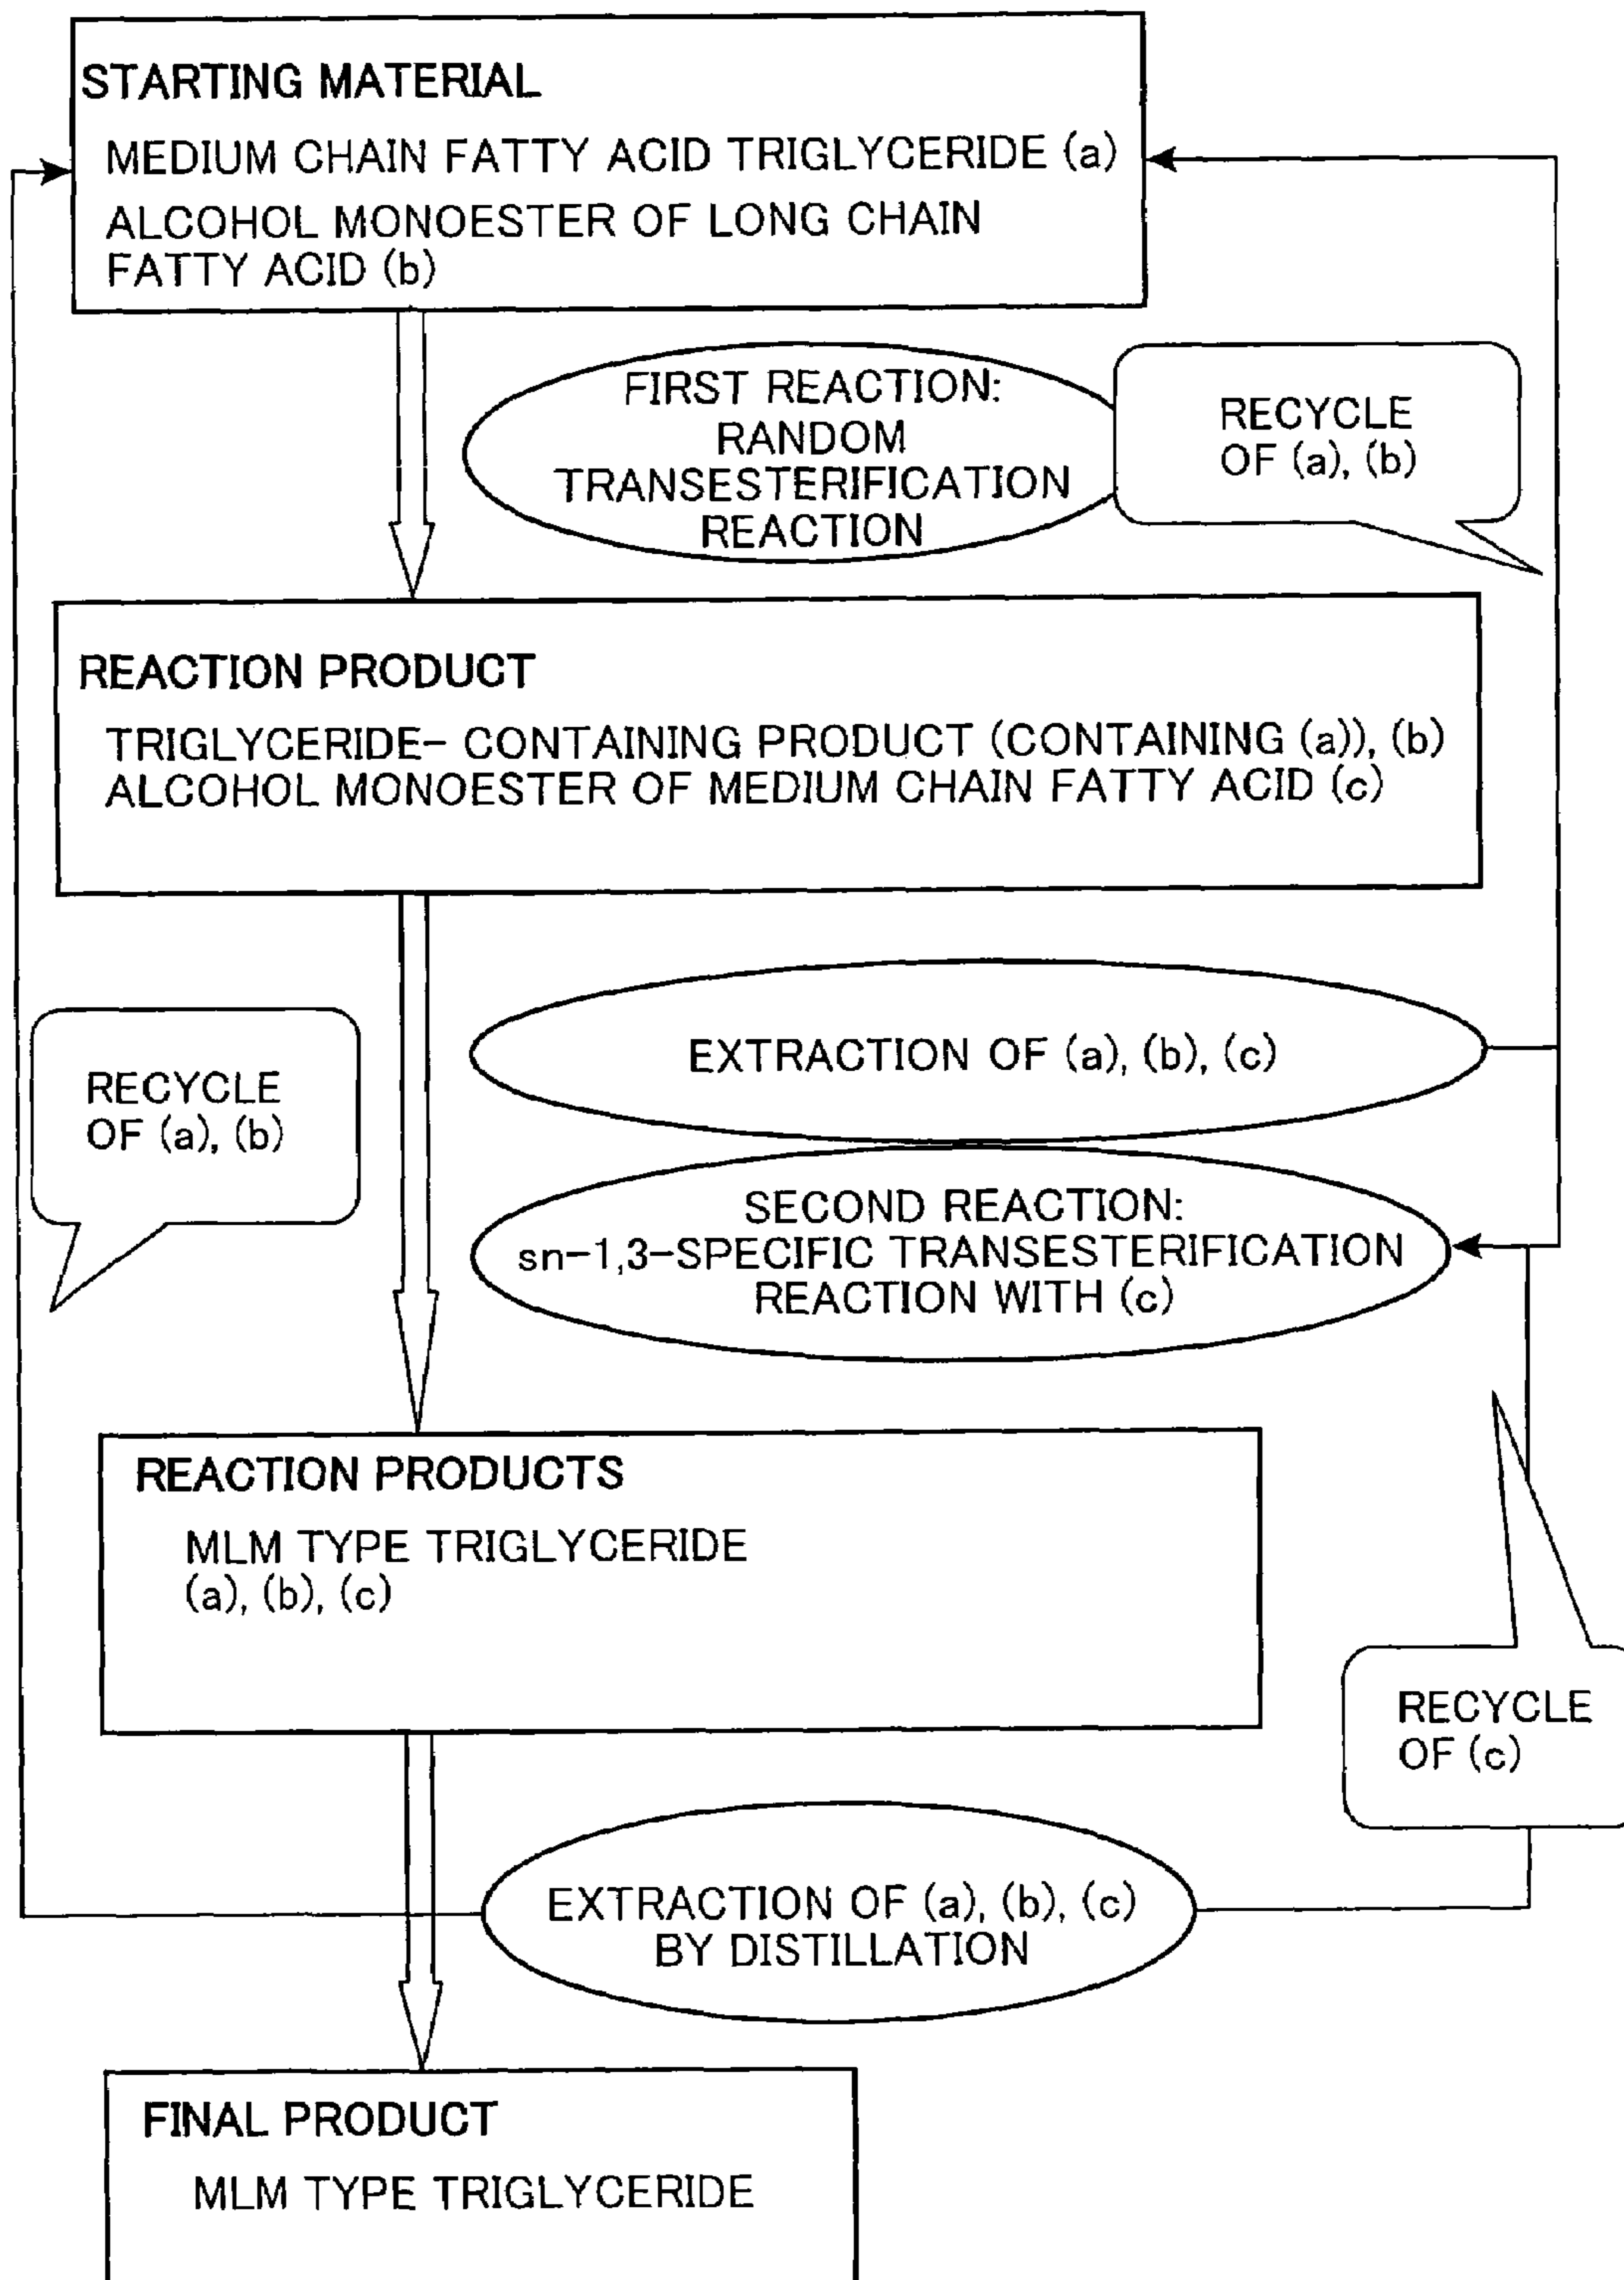 STARTING MATERIAL
MEDIUM CHAIN FATTY ACID TRIGLYCERIDE (a)
ALCOHOL MONOESTER OF LONG CHAIN
FATTY ACID (b)
FIRST REACTION:
RANDOM
TRANSESTERIFICATION
REACTION
RECYCLE
OF (a), (b)
REACTION PRODUCT
TRIGLYCERIDE- CONTAINING PRODUCT (CONTAINING (a)), (b)
ALCOHOL MONOESTER OF MEDIUM CHAIN FATTY ACID (c)
EXTRACTION OF (a), (b), (c)
RECYCLE
OF (a), (b)
SECOND REACTION:
sn-1,3-SPECIFIC TRANSESTERIFICATION
REACTION WITH (c)
REACTION PRODUCTS
MLM TYPE TRIGLYCERIDE
(a), (b), (c)
RECYCLE
OF (c)
EXTRACTION OF (a), (b), (c)
BY DISTILLATION
FINAL PRODUCT
MLM TYPE TRIGLYCERIDE